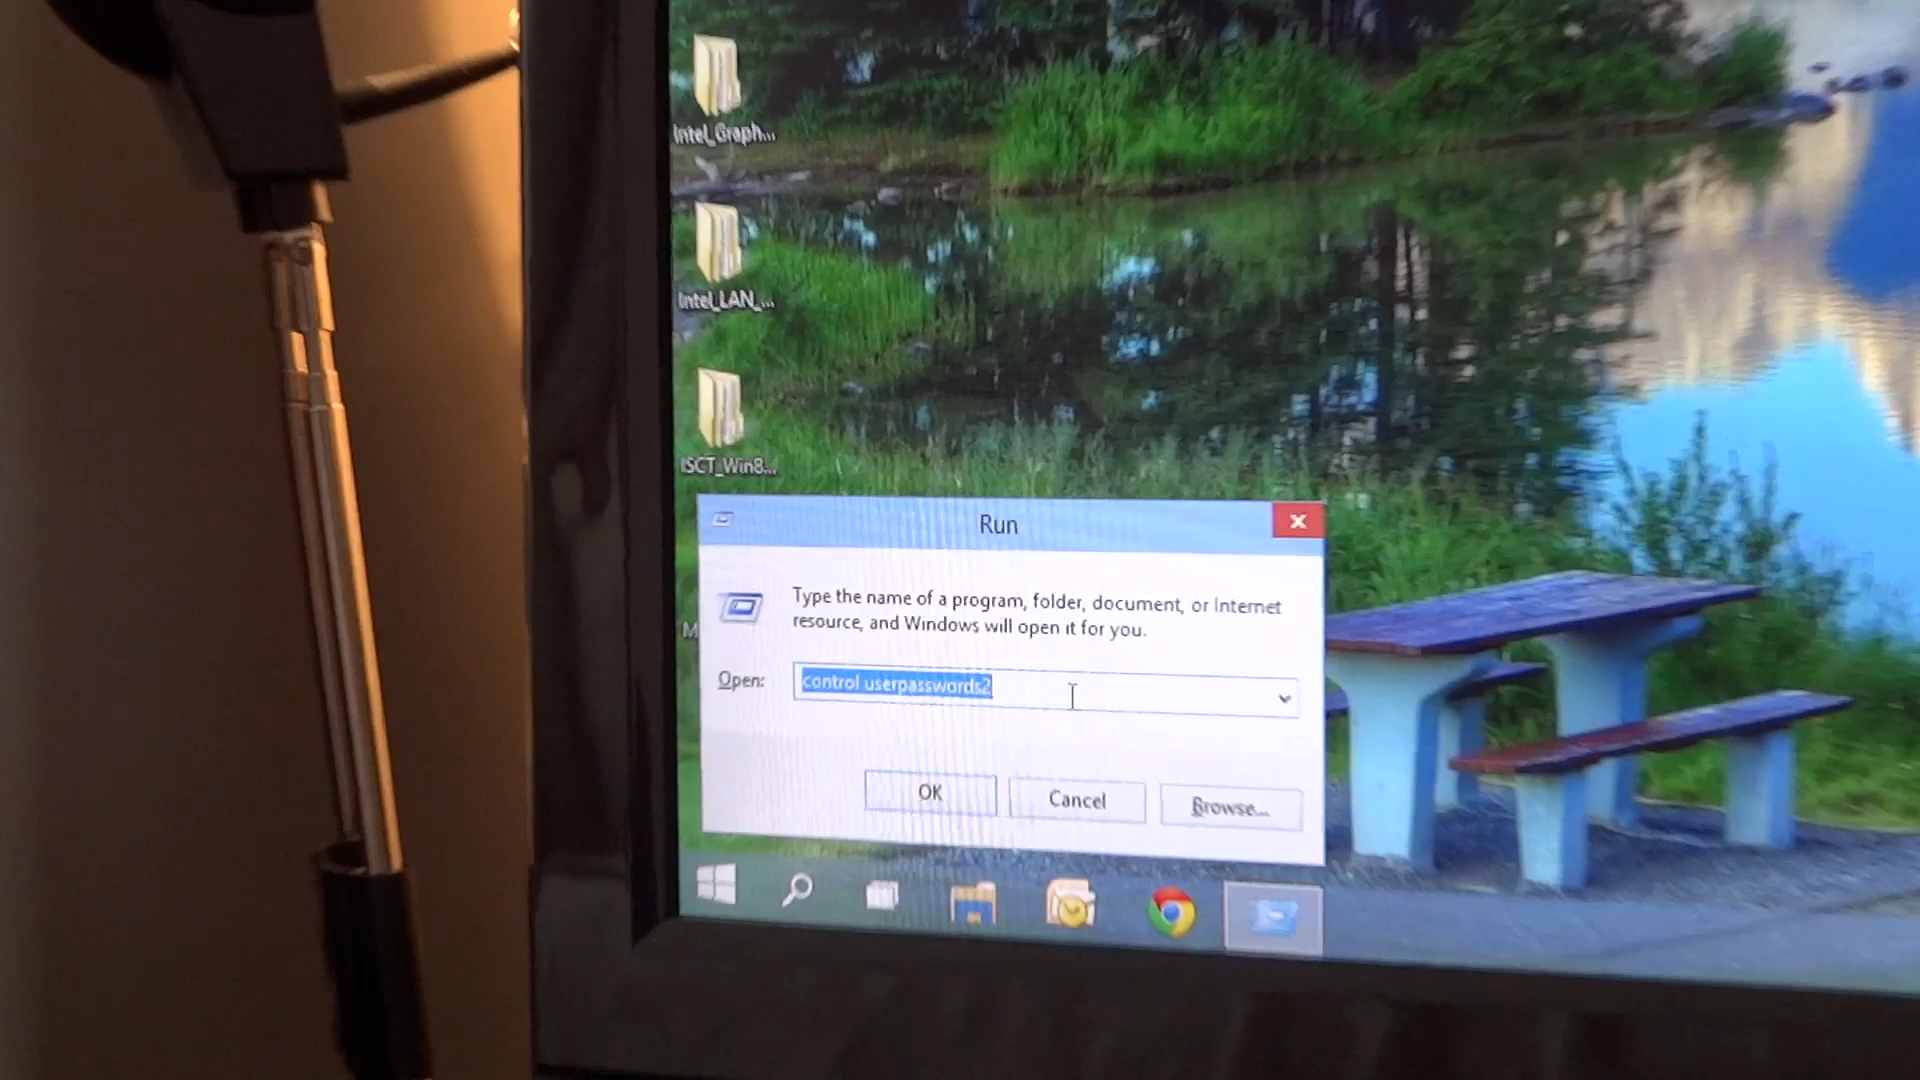 Intel_Graph...
Intel_LAN_...
ISCT_Win8...
M
Run
Type the name of a program, folder, document, or Internet
resource, and Windows will open it for you.
Open:
control userpasswords2
OK
Cancel
Browse...